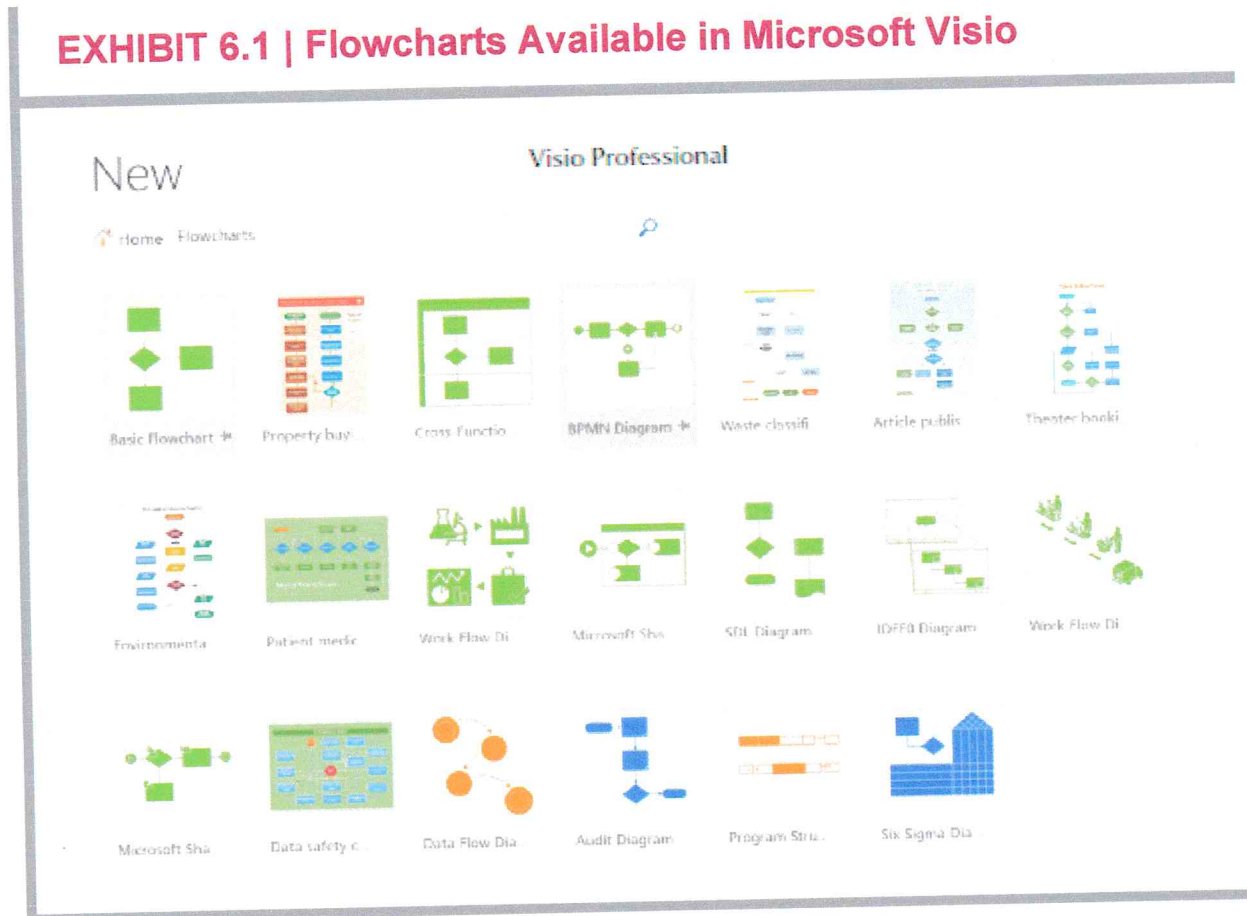 EXHIBIT 6.1 | Flowcharts Available in Microsoft Visio
New
Visio Professional
Home Flowcharts
Basic Flowchart
Property buy...
Cross-Functio
BPMN Diagram
Waste classifi
Article publis
Theater booki
Environmenta
Patient medic
Work Flow Di
Microsoft Sha
SDL Diagram
IDEF0 Diagram
Work Flow Di
Microsoft Sha
Data safety c...
Data Flow Dia...
Audit Diagram
Program Stru...
Six Sigma Dia...